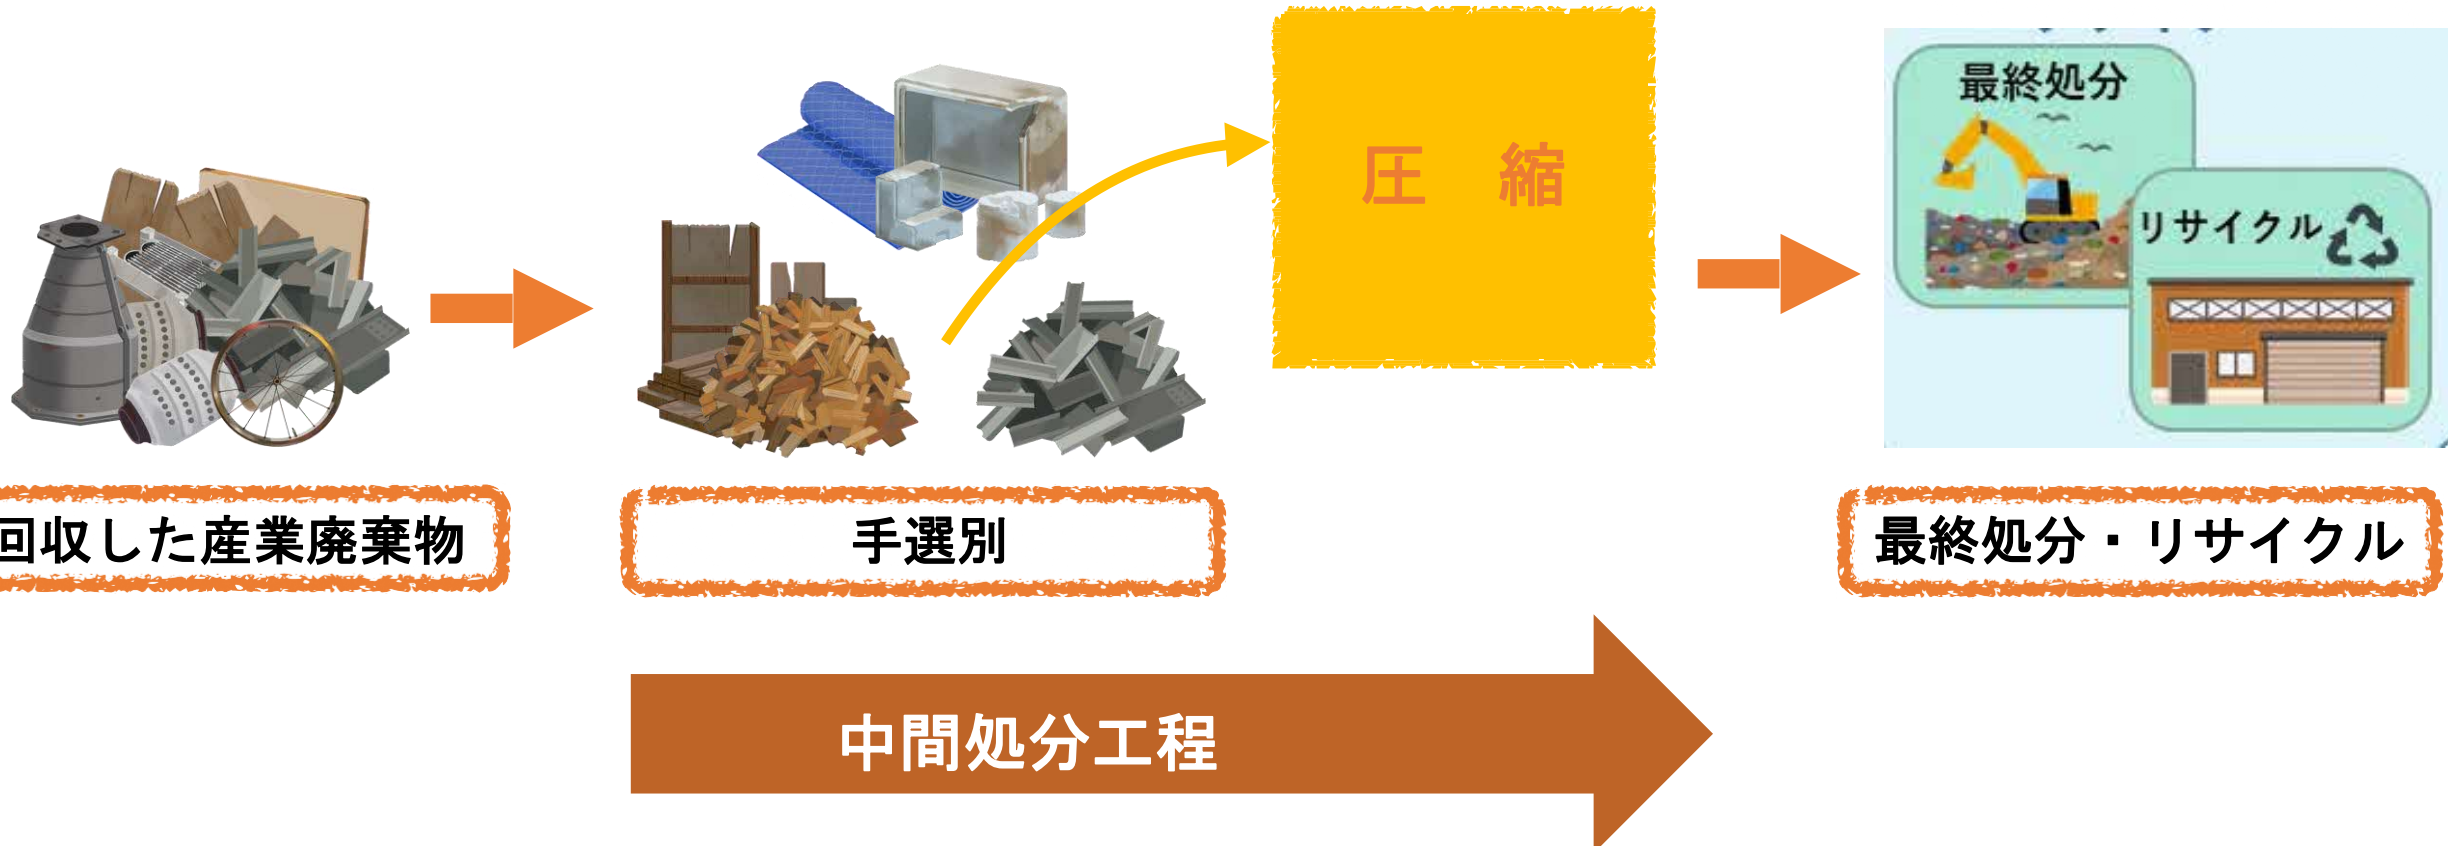 圧　縮
最終処分
リサイクル
回収した産業廃棄物
手選別
最終処分・リサイクル
中間処分工程